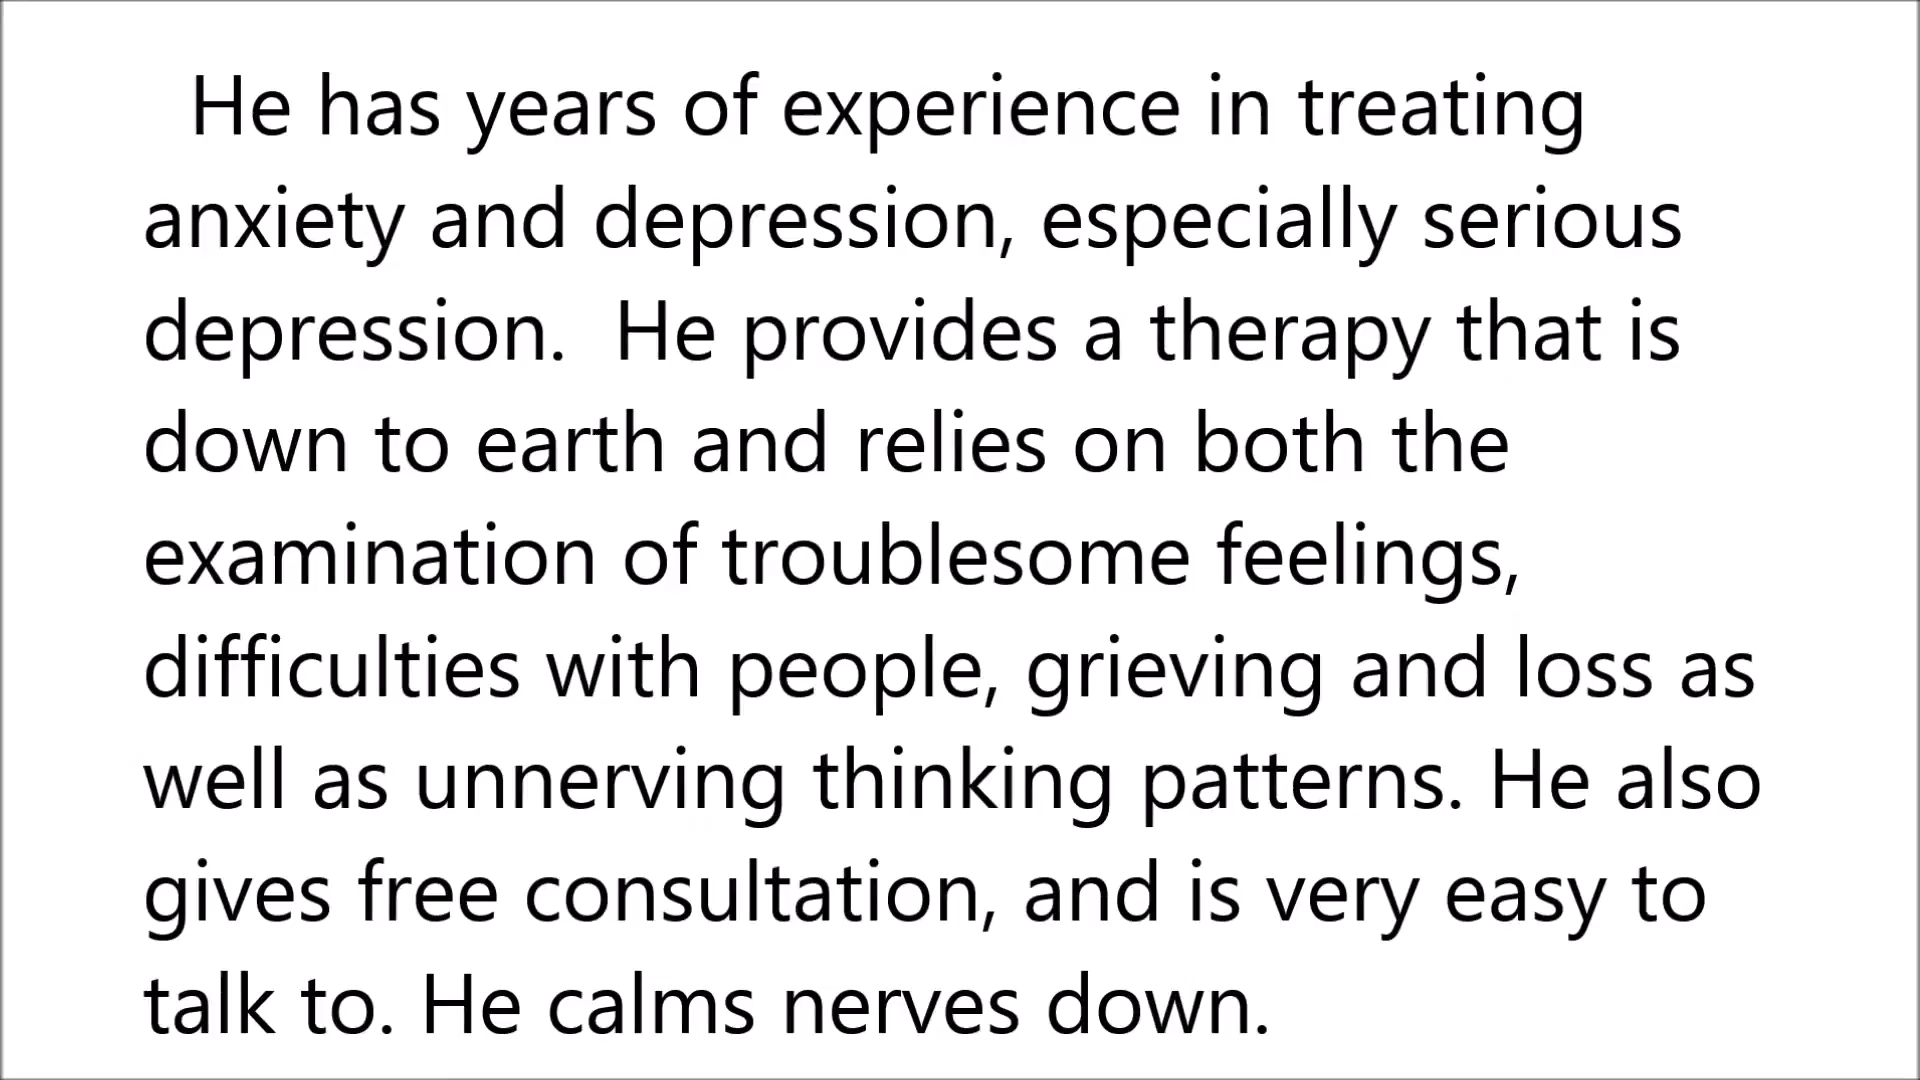 He has years of experience in treating
anxiety and depression, especially serious
depression.  He provides a therapy that is
down to earth and relies on both the
examination of troublesome feelings,
difficulties with people, grieving and loss as
well as unnerving thinking patterns. He also
gives free consultation, and is very easy to
talk to. He calms nerves down.